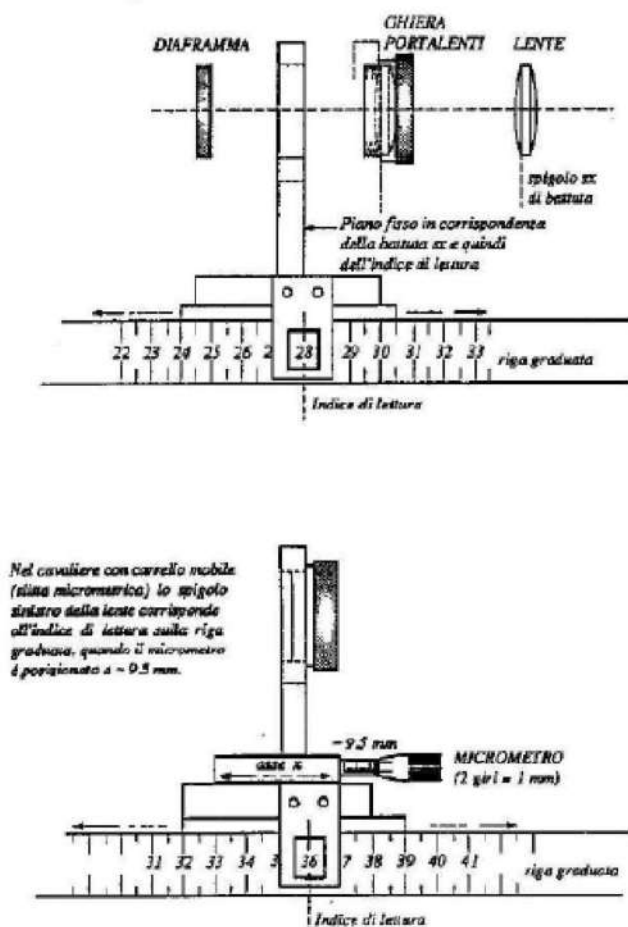 DIAFRAMMA
GHIERA
PORTALENTI
LENTE
spigolo sx
di battuta
Piano fisso in corrispondenza
della battuta sx e quindi
dell'indice di lettura
22 23 24 25 26 2 28 29 30 31 32 33 riga graduata
Indice di lettura
Nel cavaliere con carrello mobile
(slitta micrometrica) lo spigolo
sinistro della lente corrisponde
all'indice di lettura sulla riga
graduata, quando il micrometro
è posizionato a ~ 9.5 mm.
~ 9.5 mm
asse x
MICROMETRO
(2 giri = 1 mm)
31 32 33 34 3 36 7 38 39 40 41 riga graduata
Indice di lettura